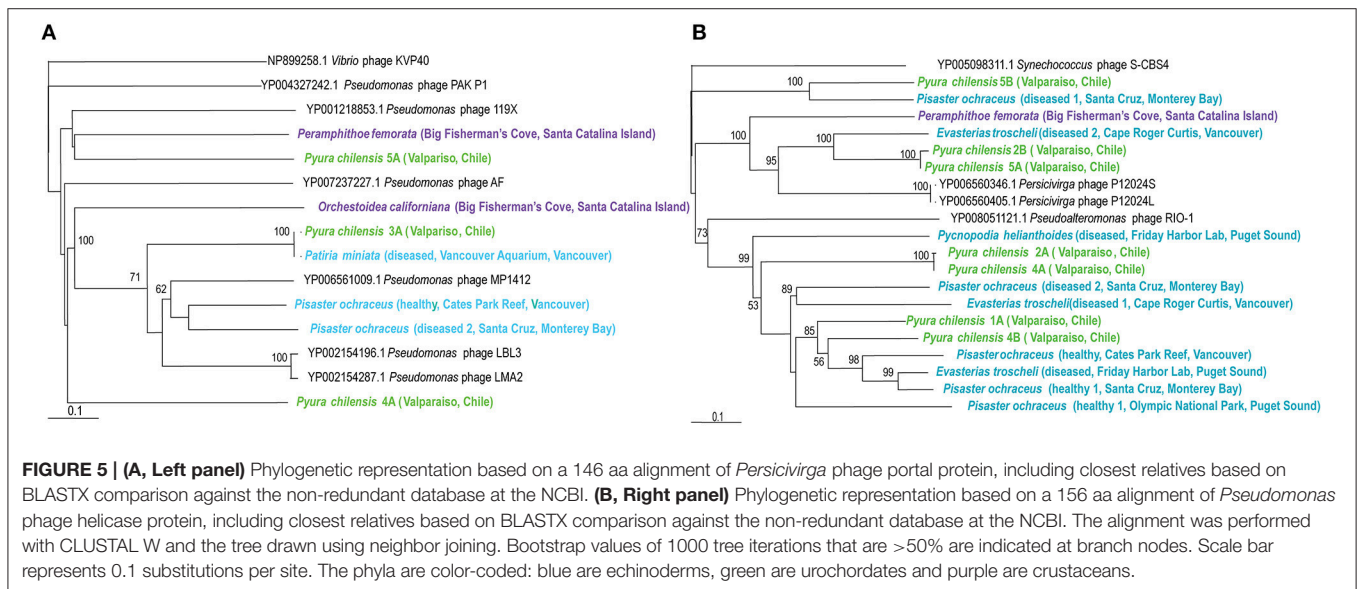 A
NP899258.1 Vibrio phage KVP40
YP004327242.1 Pseudomonas phage PAK P1
YP001218853.1 Pseudomonas phage 119X
Peramphithoe femorata (Big Fisherman's Cove, Santa Catalina Island)
Pyura chilensis 5A (Valpariso, Chile)
YP007237227.1 Pseudomonas phage AF
Orchestoidea californiana (Big Fisherman's Cove, Santa Catalina Island)
100
Pyura chilensis 3A (Valpariso, Chile)
Patiria miniata (diseased, Vancouver Aquarium, Vancouver)
71
YP006561009.1 Pseudomonas phage MP1412
62
Pisaster ochraceus (healthy, Cates Park Reef, Vancouver)
Pisaster ochraceus (diseased 2, Santa Cruz, Monterey Bay)
YP002154196.1 Pseudomonas phage LBL3
100
YP002154287.1 Pseudomonas phage LMA2
Pyura chilensis 4A (Valpariso, Chile)
0.1
B
YP005098311.1 Synechococcus phage S-CBS4
100
Pyura chilensis 5B (Valparaiso, Chile)
Pisaster ochraceus (diseased 1, Santa Cruz, Monterey Bay)
Peramphithoe femorata (Big Fisherman's Cove, Santa Catalina Island)
100
Evasterias troscheli (diseased 2, Cape Roger Curtis, Vancouver)
100
Pyura chilensis 2B (Valparaiso, Chile)
95
100
Pyura chilensis 5A (Valparaiso, Chile)
YP006560346.1 Persicivirga phage P12024S
100
YP006560405.1 Persicivirga phage P12024L
YP008051121.1 Pseudoalteromonas phage RIO-1
73
Pycnopodia helianthoides (diseased, Friday Harbor Lab, Puget Sound)
99
Pyura chilensis 2A (Valparaiso, Chile)
100
Pyura chilensis 4A (Valparaiso, Chile)
Pisaster ochraceus (diseased 2, Santa Cruz, Monterey Bay)
89
53
Evasterias troscheli (diseased 1, Cape Roger Curtis, Vancouver)
Pyura chilensis 1A (Valparaiso, Chile)
85
Pyura chilensis 4B (Valparaiso, Chile)
56
Pisaster ochraceus (healthy, Cates Park Reef, Vancouver)
98
Evasterias troscheli (diseased, Friday Harbor Lab, Puget Sound)
99
Pisaster ochraceus (healthy 1, Santa Cruz, Monterey Bay)
Pisaster ochraceus (healthy 1, Olympic National Park, Puget Sound)
0.1
FIGURE 5 | (A, Left panel) Phylogenetic representation based on a 146 aa alignment of Persicivirga phage portal protein, including closest relatives based on
BLASTX comparison against the non-redundant database at the NCBI. (B, Right panel) Phylogenetic representation based on a 156 aa alignment of Pseudomonas
phage helicase protein, including closest relatives based on BLASTX comparison against the non-redundant database at the NCBI. The alignment was performed
with CLUSTAL W and the tree drawn using neighbor joining. Bootstrap values of 1000 tree iterations that are >50% are indicated at branch nodes. Scale bar
represents 0.1 substitutions per site. The phyla are color-coded: blue are echinoderms, green are urochordates and purple are crustaceans.